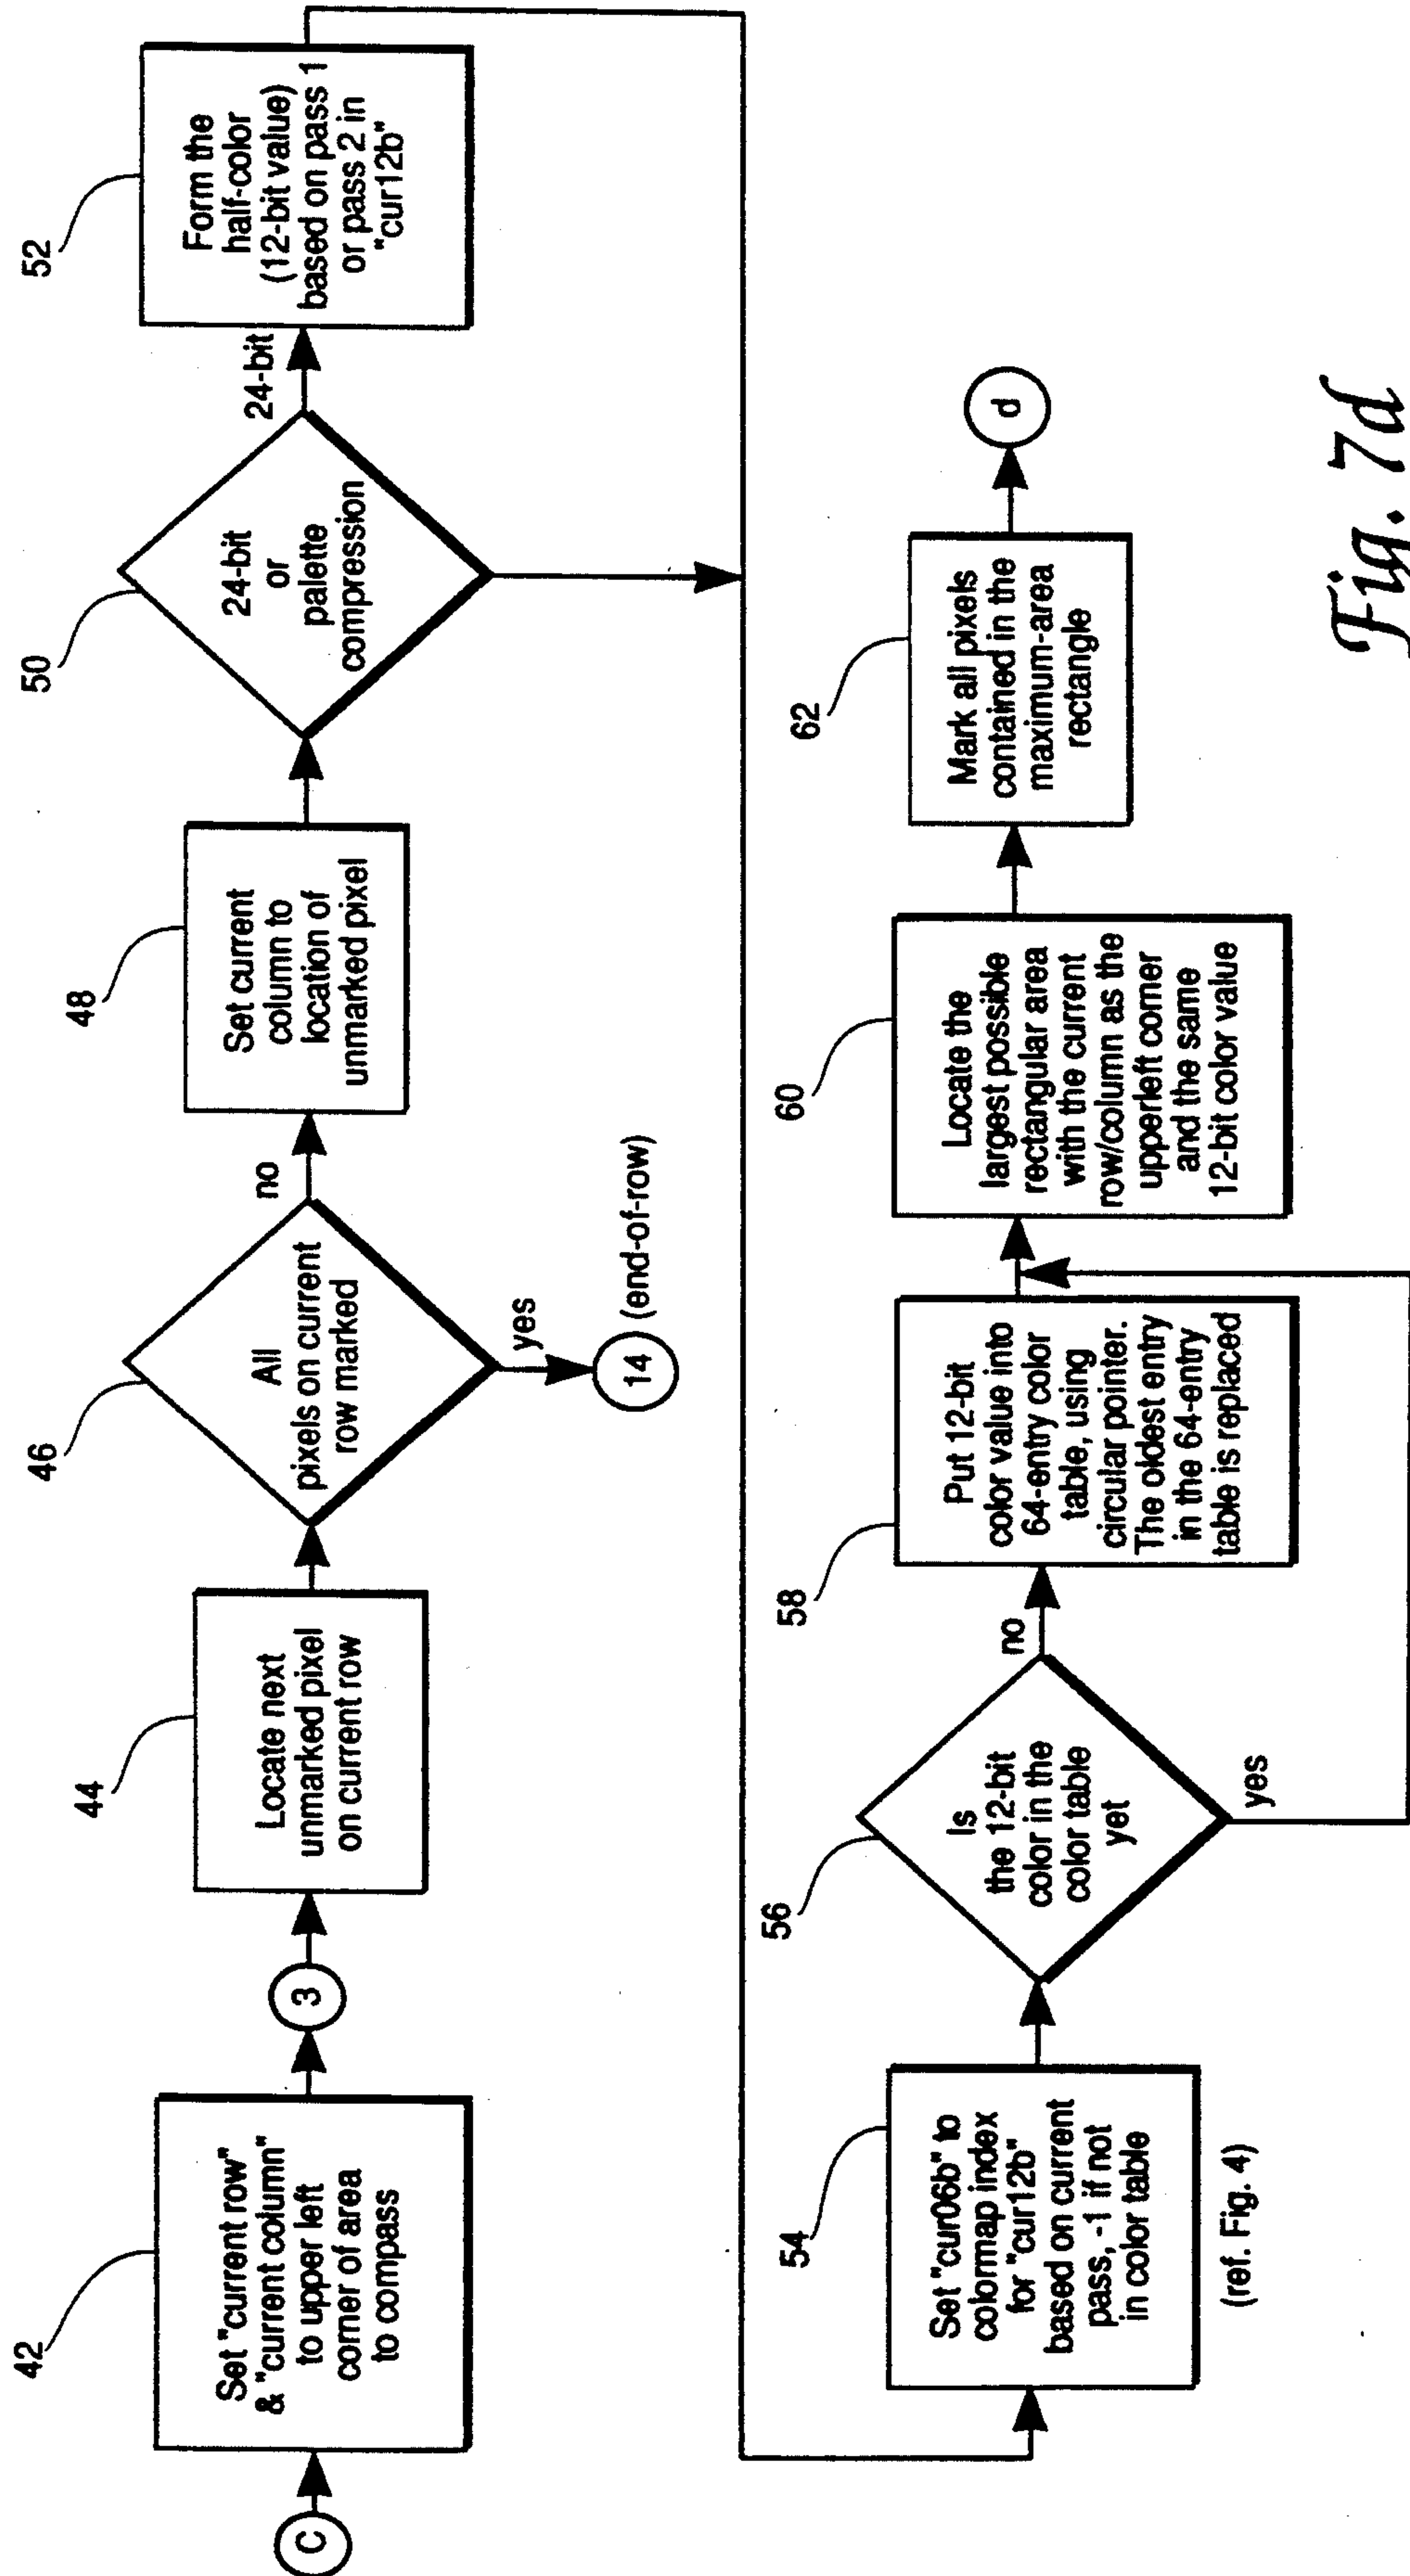 C
42
Set "current row"
& "current column"
to upper left
corner of area
to compass
3
44
Locate next
unmarked pixel
on current row
46
All
pixels on current
row marked
no
yes
14 (end-of-row)
48
Set current
column to
location of
unmarked pixel
50
24-bit
or
palette
compression
24-bit
52
Form the
half-color
(12-bit value)
based on pass 1
or pass 2 in
"cur12b"
54
Set "cur06b" to
colormap index
for "cur12b"
based on current
pass, -1 if not
in color table
(ref. Fig. 4)
56
Is
the 12-bit
color in the
color table
yet
no
yes
58
Put 12-bit
color value into
64-entry color
table, using
circular pointer.
The oldest entry
in the 64-entry
table is replaced
60
Locate the
largest possible
rectangular area
with the current
row/column as the
upperleft corner
and the same
12-bit color value
62
Mark all pixels
contained in the
maximum-area
rectangle
d
Fig. 7d